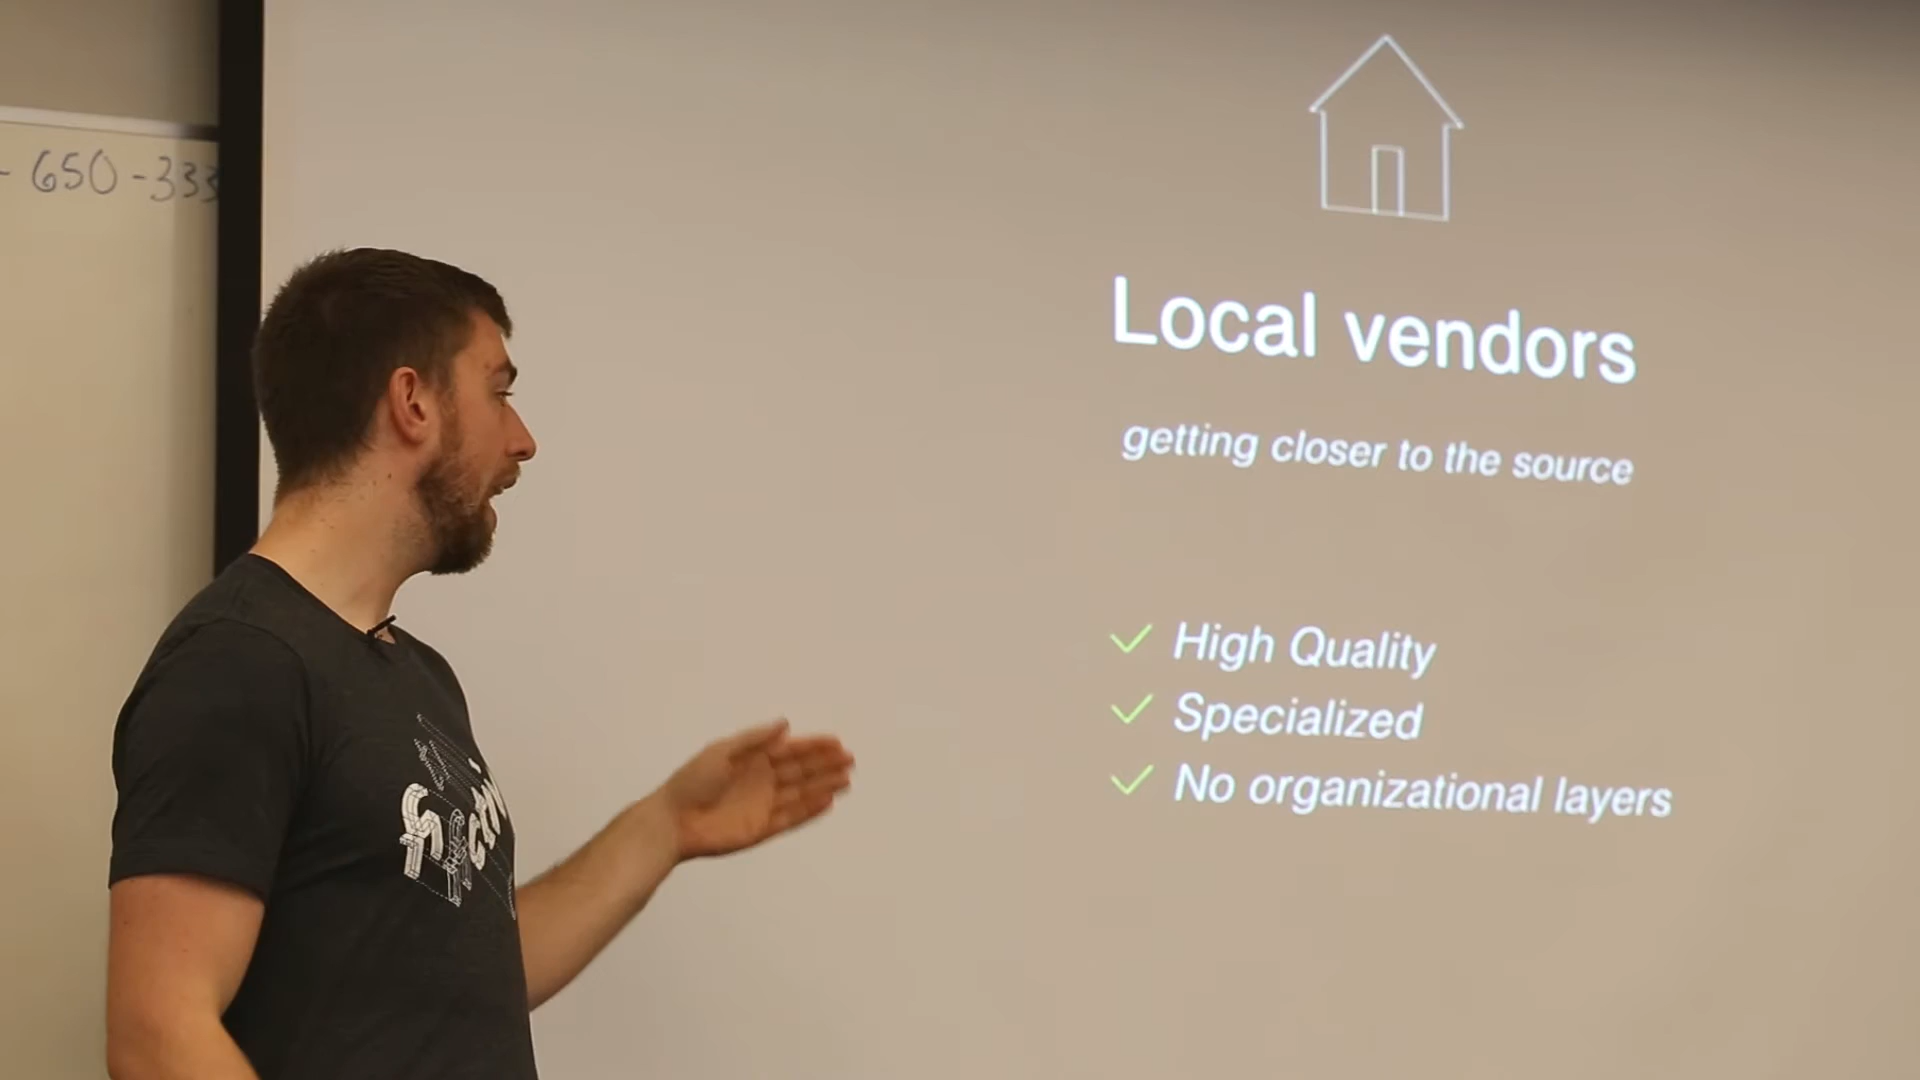 - 650-333
Local vendors
getting closer to the source
High Quality
Specialized
No organizational layers